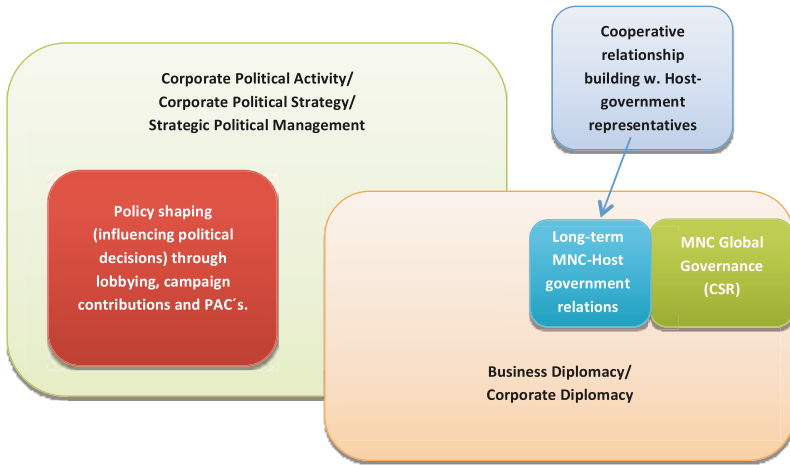 Corporate Political Activity/
Corporate Political Strategy/
Strategic Political Management
Cooperative
relationship
building w. Host-
government
representatives
Policy shaping
(influencing political
decisions) through
lobbying, campaign
contributions and PAC´s.
Long-term
MNC-Host
government
relations
MNC Global
Governance
(CSR)
Business Diplomacy/
Corporate Diplomacy